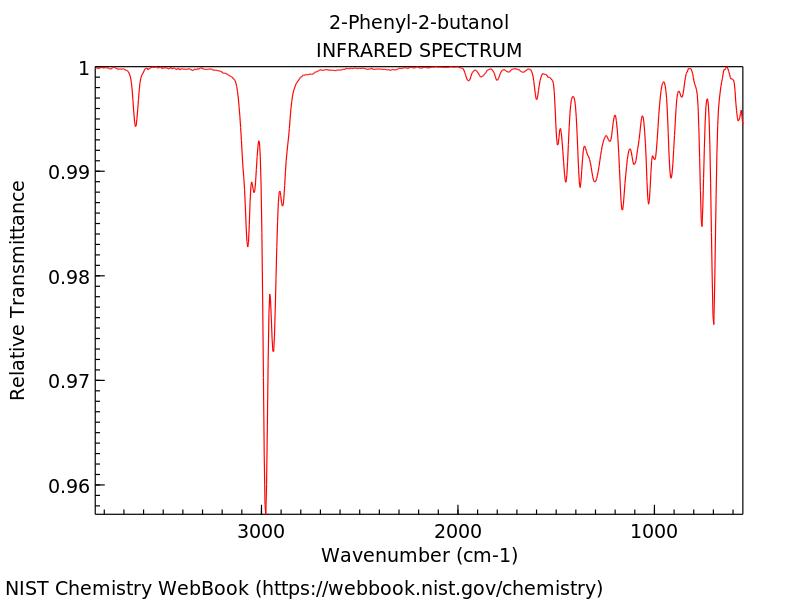 2-Phenyl-2-butanol
INFRARED SPECTRUM
1
0.99
0.98
0.97
0.96
Relative Transmittance
3000 2000 1000
Wavenumber (cm-1)
NIST Chemistry WebBook (https://webbook.nist.gov/chemistry)